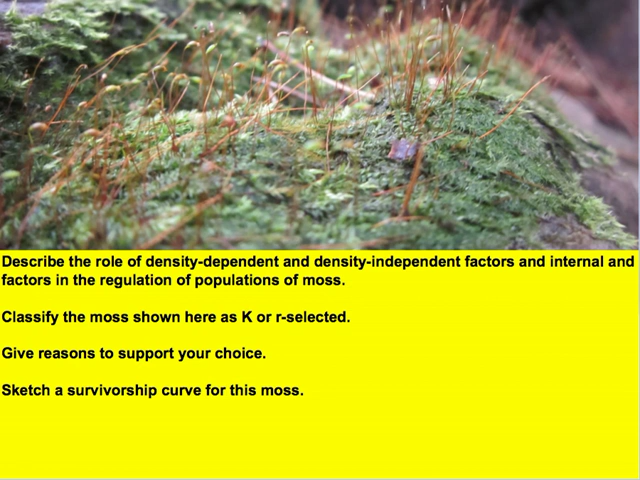 Describe the role of density-dependent and density-independent factors and internal and
factors in the regulation of populations of moss.
Classify the moss shown here as K or r-selected.
Give reasons to support your choice.
Sketch a survivorship curve for this moss.